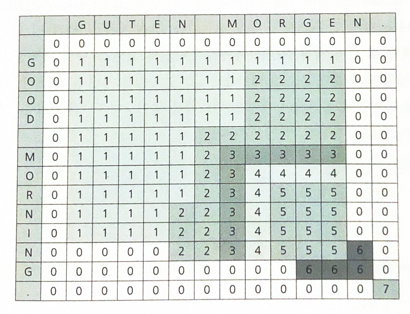 G U T E N M O R G E N .
0 0 0 0 0 0 0 0 0 0 0 0 0 0
G 0 1 1 1 1 1 1 1 1 1 1 1 0 0
O 0 1 1 1 1 1 1 1 2 2 2 2 0 0
O 0 1 1 1 1 1 1 1 2 2 2 2 0 0
D 0 1 1 1 1 1 1 1 2 2 2 2 0 0
0 1 1 1 1 1 2 2 2 2 2 2 0 0
M 0 1 1 1 1 1 2 3 3 3 3 3 0 0
O 0 1 1 1 1 1 2 3 4 4 4 4 0 0
R 0 1 1 1 1 1 2 3 4 5 5 5 0 0
N 0 1 1 1 1 2 2 3 4 5 5 5 0 0
I 0 1 1 1 1 2 2 3 4 5 5 5 0 0
N 0 0 0 0 0 2 2 3 4 5 5 5 6 0
G 0 0 0 0 0 0 0 0 0 0 6 6 6 0
. 0 0 0 0 0 0 0 0 0 0 0 0 0 7